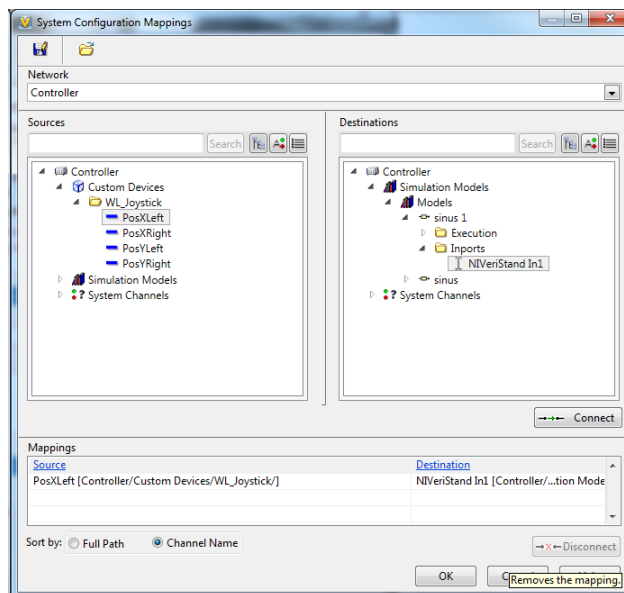 System Configuration Mappings
Network
Controller
Sources
Destinations
Search
Search
Controller
Custom Devices
WL_Joystick
PosXLeft
PosXRight
PosYLeft
PosYRight
Simulation Models
System Channels
Controller
Simulation Models
Models
sinus 1
Execution
Inports
NIVeriStand In1
sinus
System Channels
Connect
Mappings
Source Destination
PosXLeft [Controller/Custom Devices/WL_Joystick/] NIVeriStand In1 [Controller/...tion Mode
Sort by: Full Path Channel Name
Disconnect
OK
Removes the mapping.